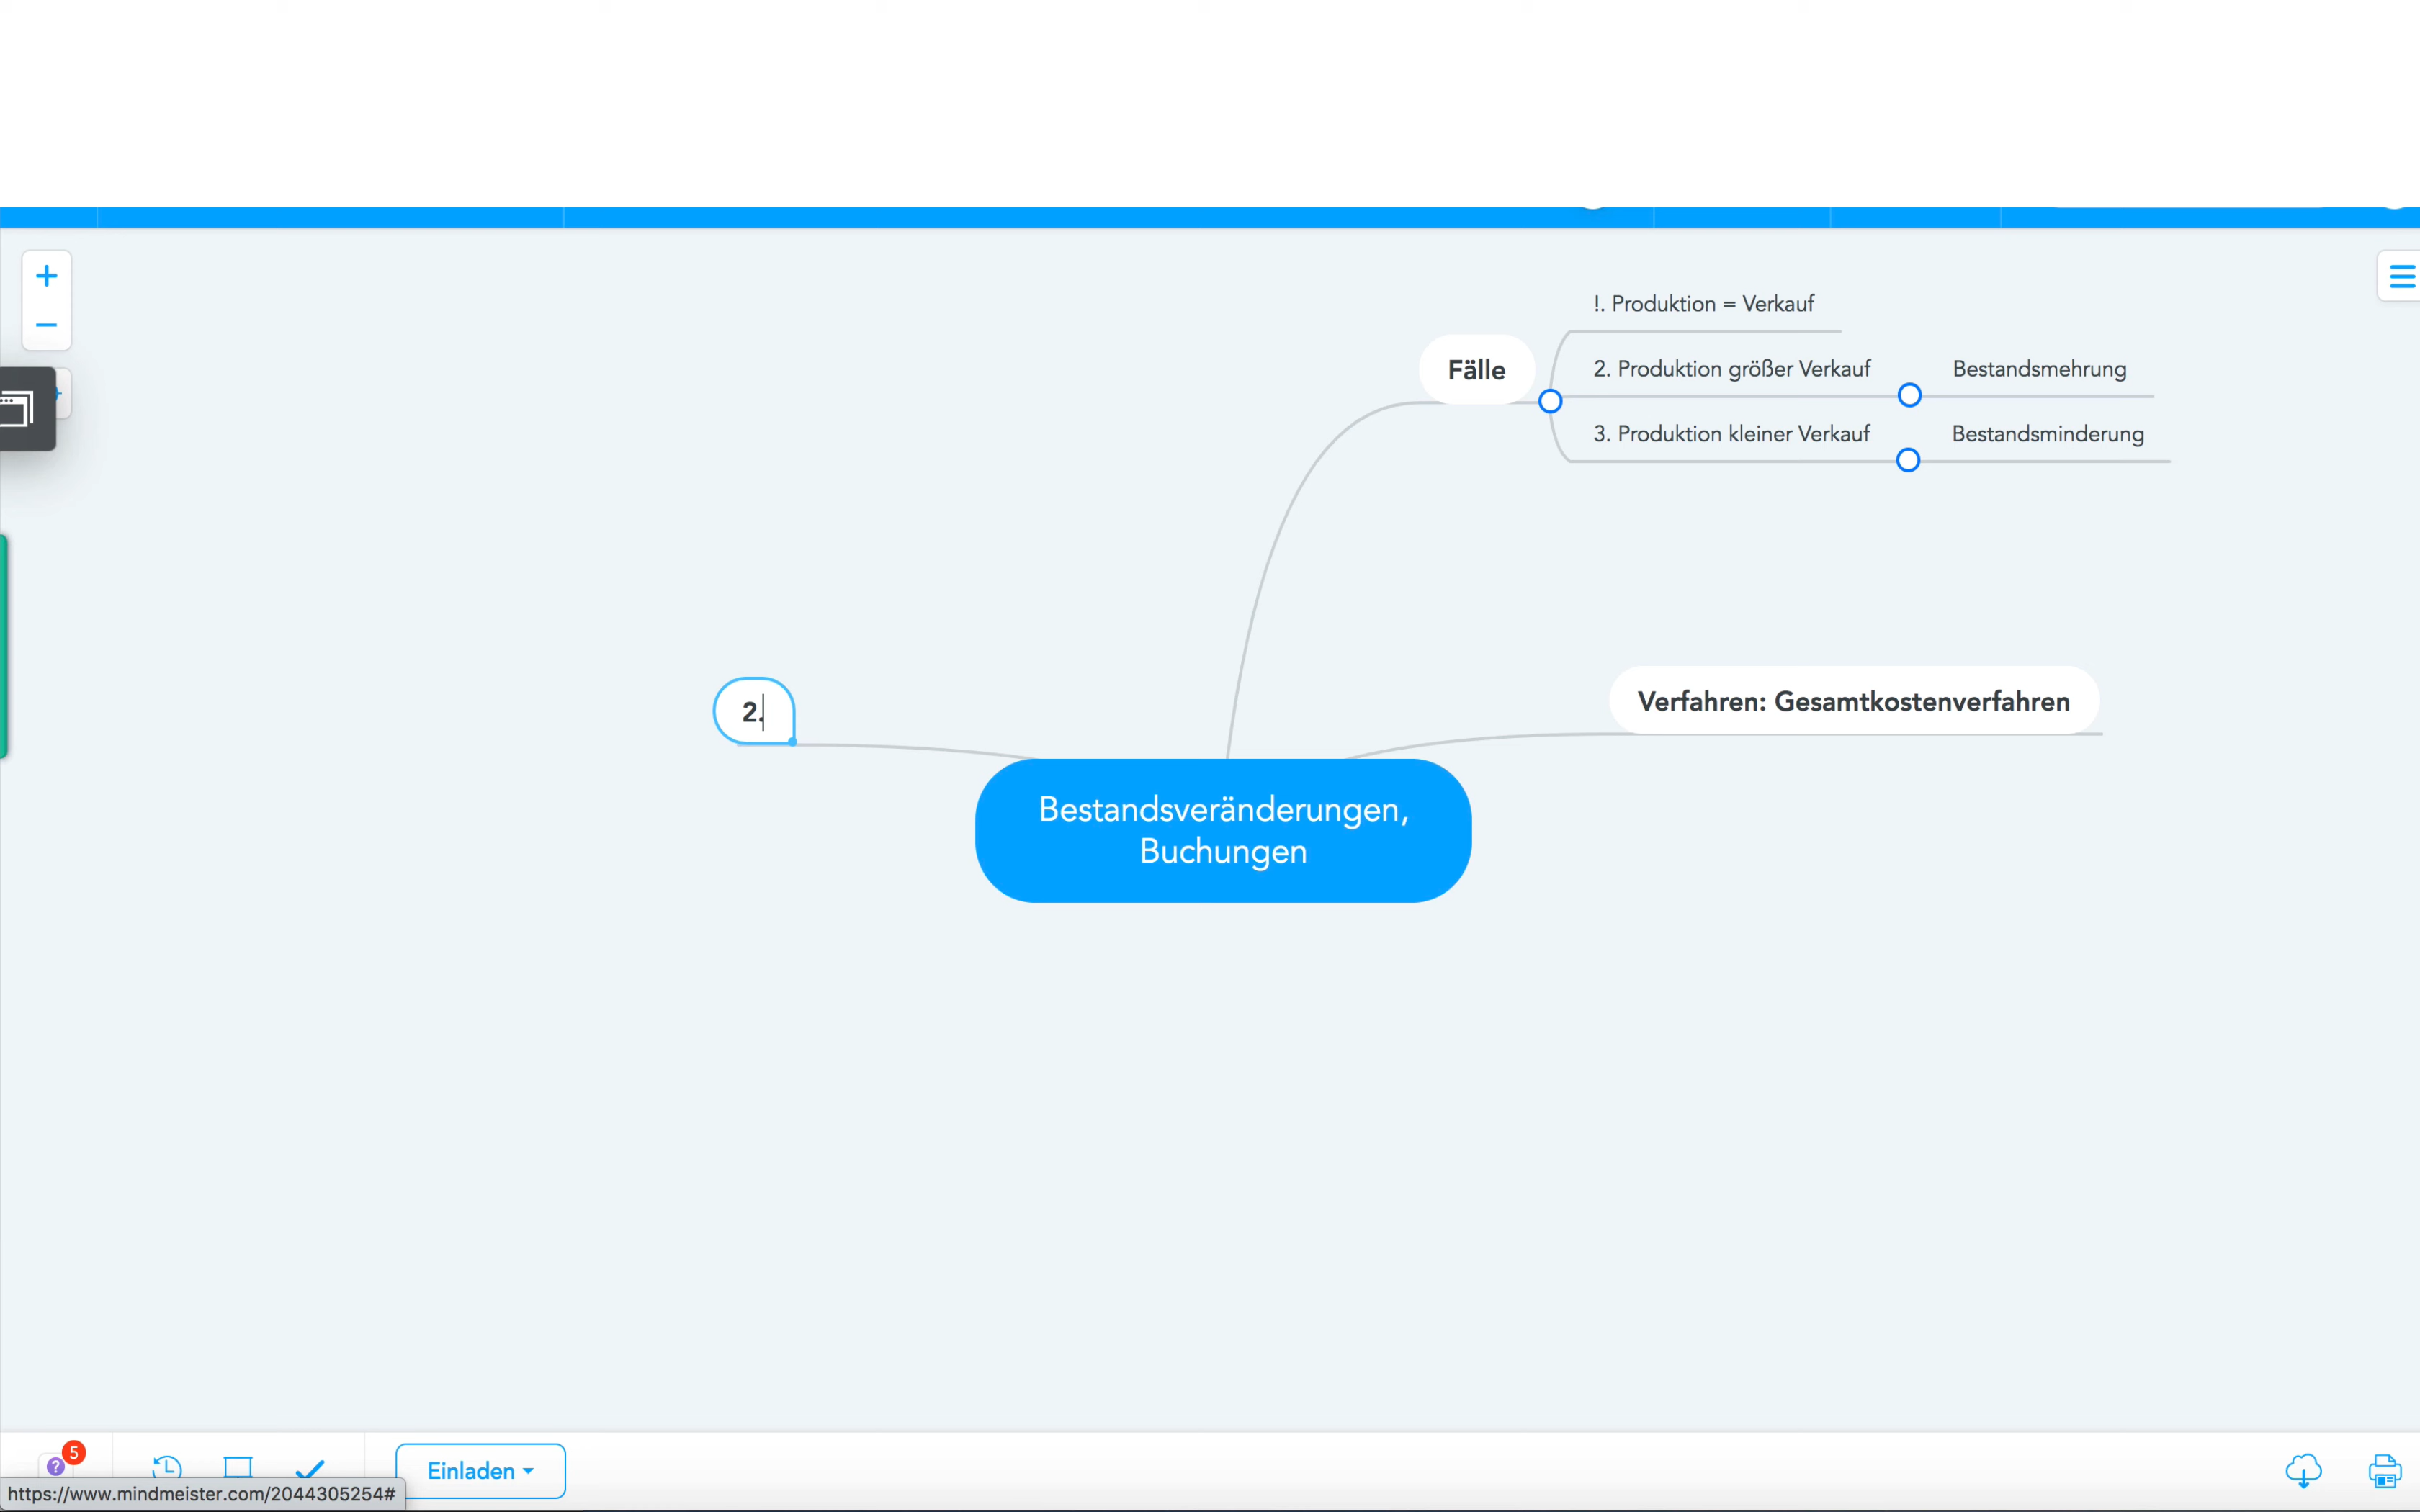 !. Produktion = Verkauf
Fälle
2. Produktion größer Verkauf
Bestandsmehrung
3. Produktion kleiner Verkauf
Bestandsminderung
2.
Verfahren: Gesamtkostenverfahren
Bestandsveränderungen,
Buchungen
5
?
Einladen
https://www.mindmeister.com/2044305254#